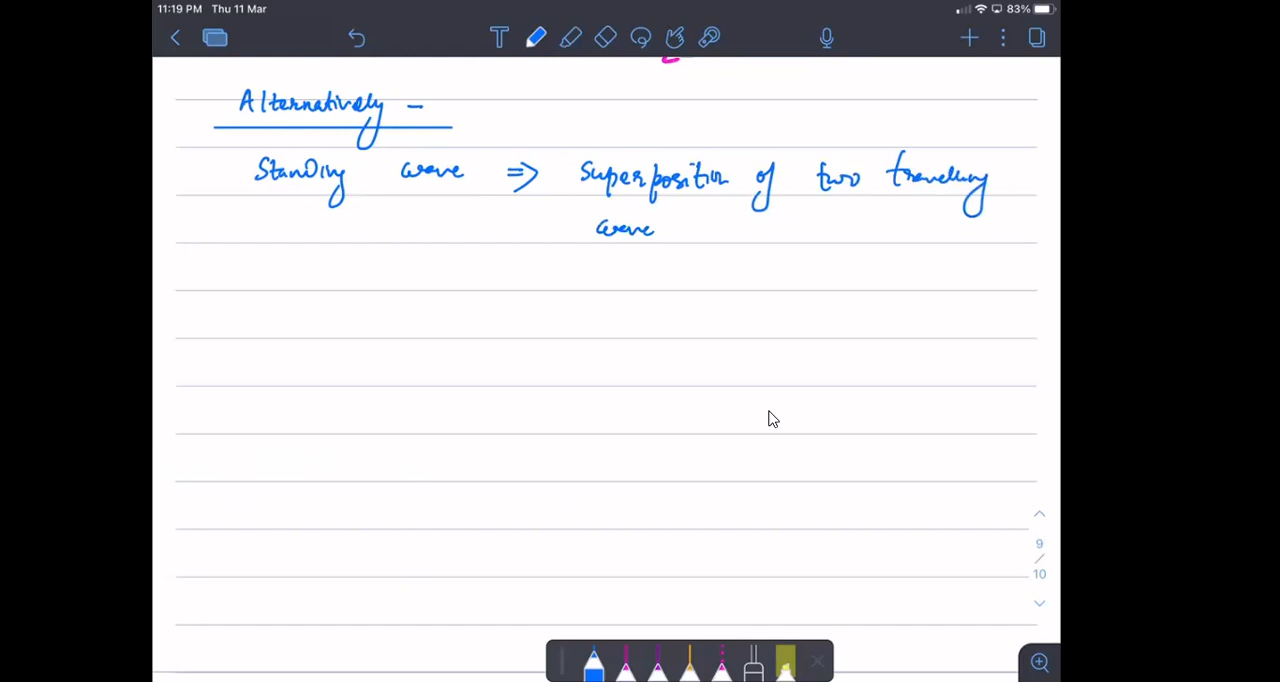 11:19 PM Thu 11 Mar 83%
T
Alternatively -
Standing wave => Superposition of two travelling
wave
9
/
10